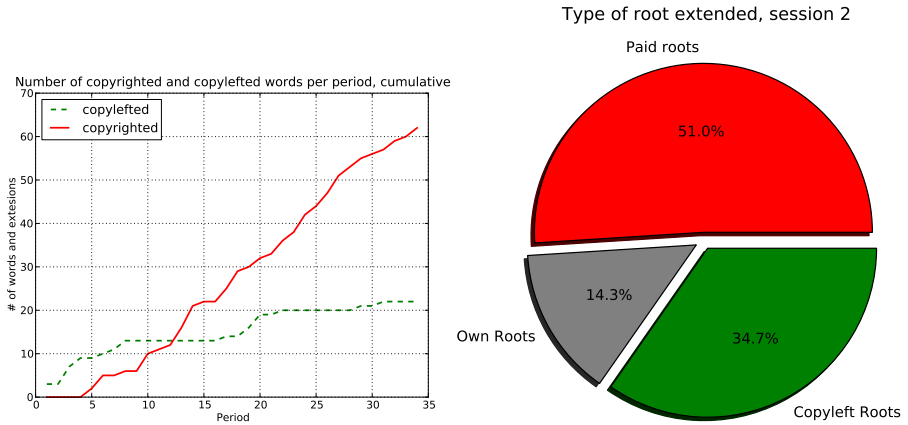 Number of copyrighted and copylefted words per period, cumulative
copylefted
copyrighted
# of words and extesions
70
60
50
40
30
20
10
0
0 5 10 15 20 25 30 35
Period
Type of root extended, session 2
Paid roots
51.0%
14.3%
Own Roots
34.7%
Copyleft Roots